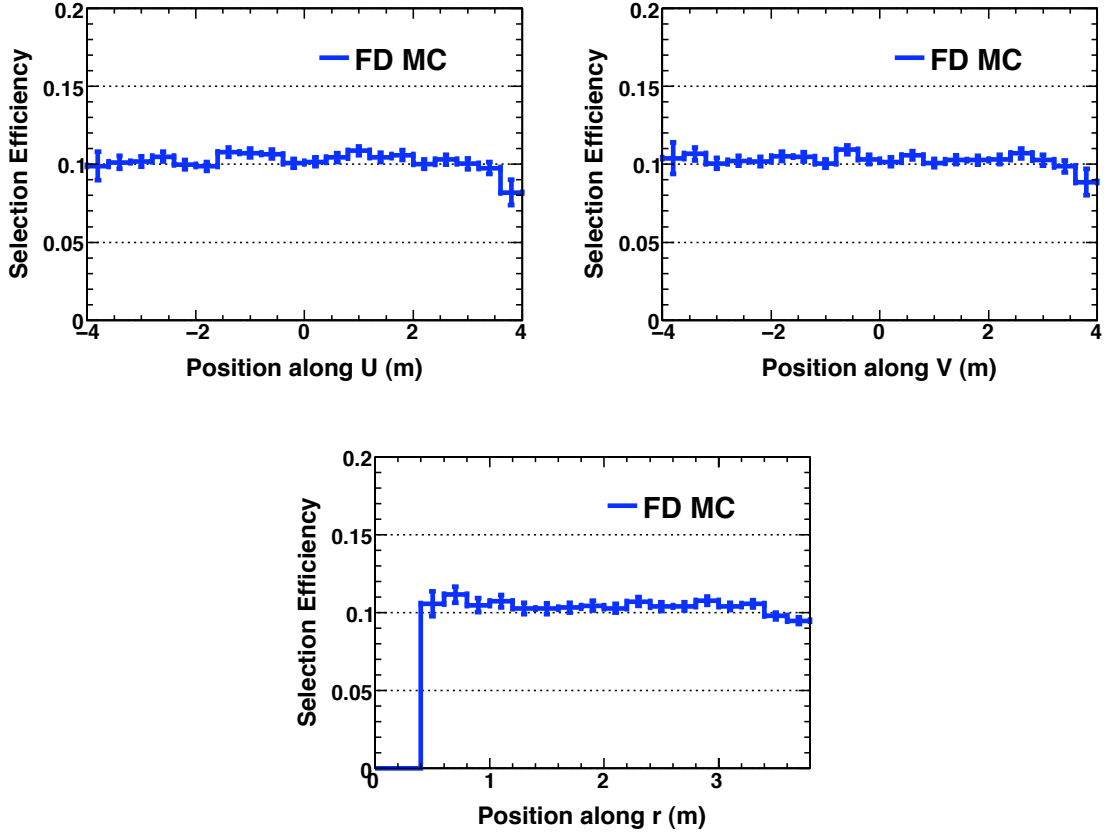 Selection Efficiency
0.2
0.15
0.1
0.05
0
FD MC
−4 −2 0 2 4
Position along U (m)
Selection Efficiency
0.2
0.15
0.1
0.05
0
FD MC
−4 −2 0 2 4
Position along V (m)
Selection Efficiency
0.2
0.15
0.1
0.05
0
FD MC
0 1 2 3
Position along r (m)